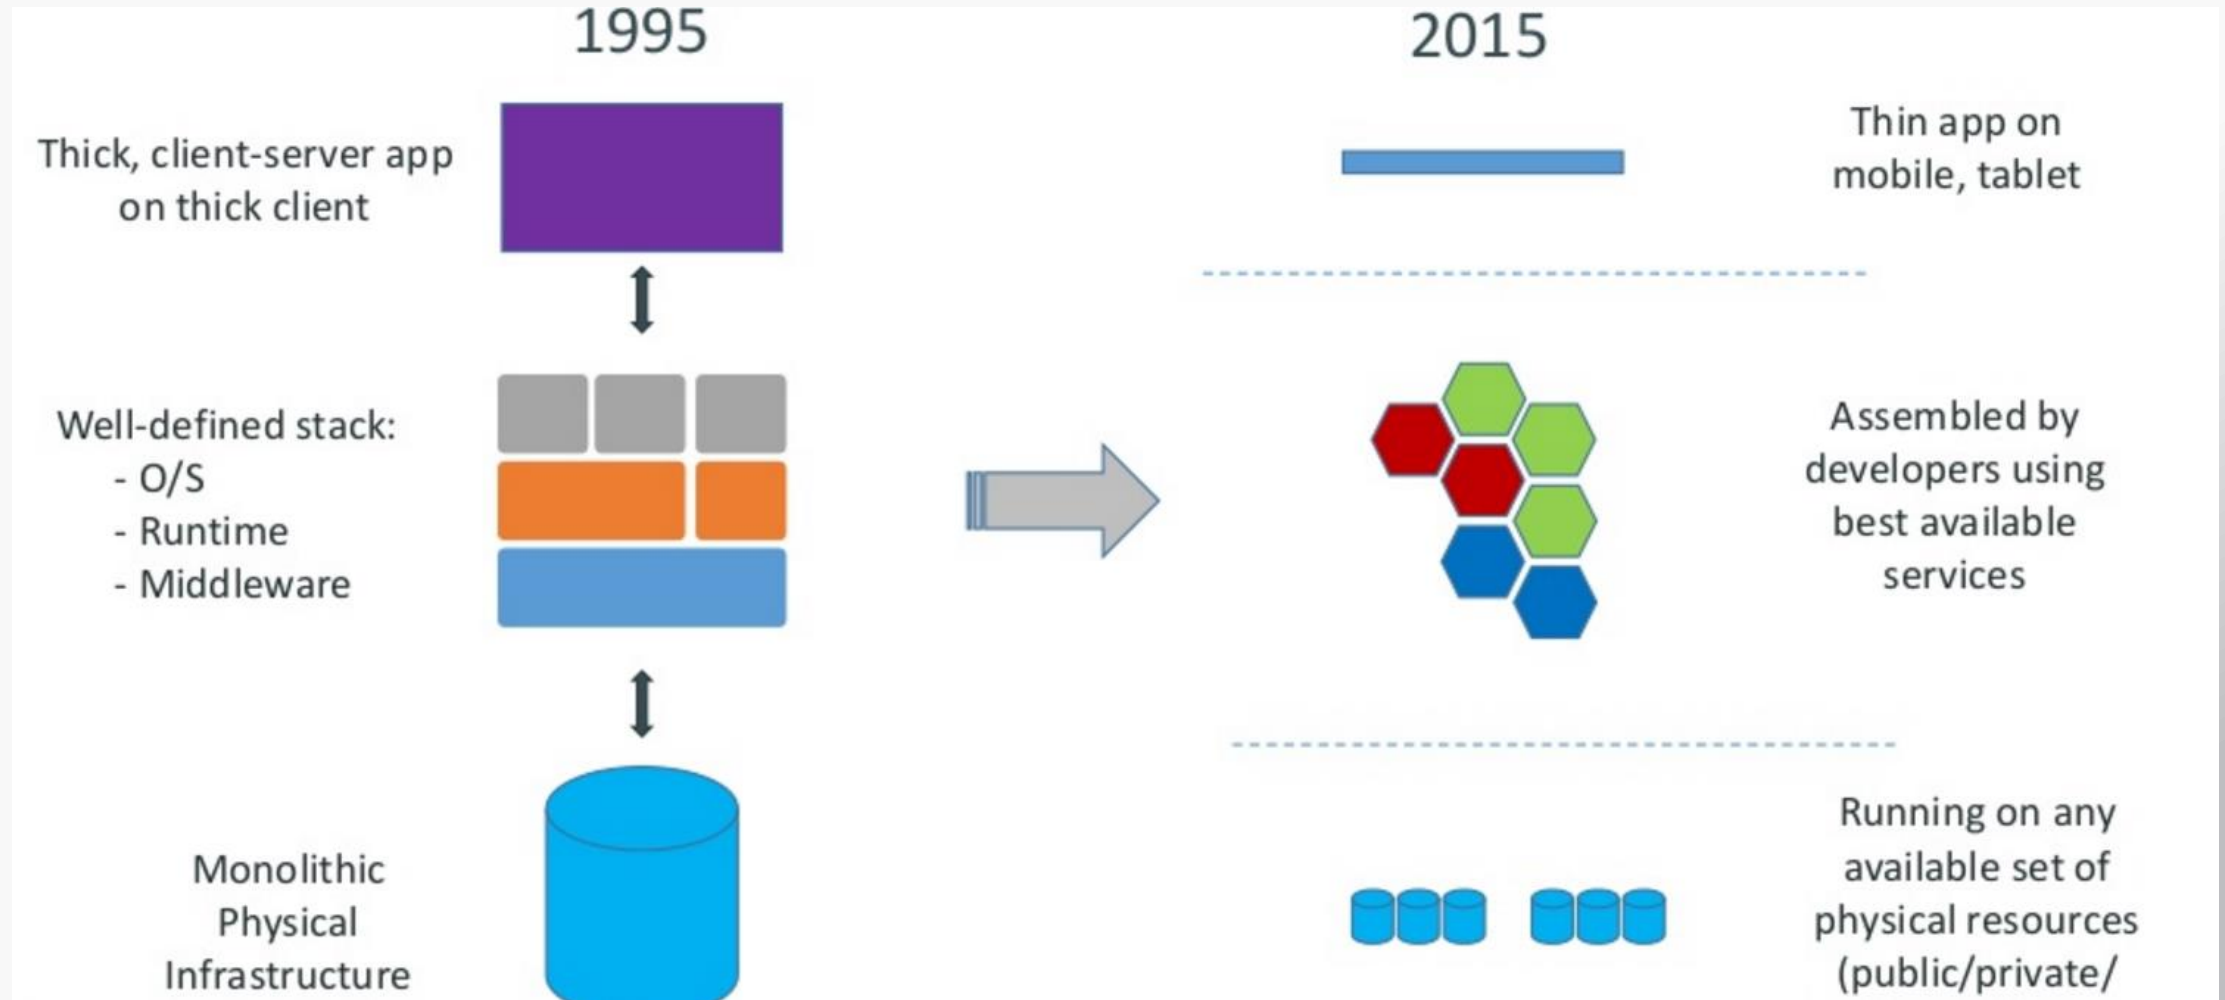 1995
Thick, client-server app
on thick client
Well-defined stack:
- O/S
- Runtime
- Middleware
Monolithic
Physical
Infrastructure
2015
Thin app on
mobile, tablet
Assembled by
developers using
best available
services
Running on any
available set of
physical resources
(public/private/